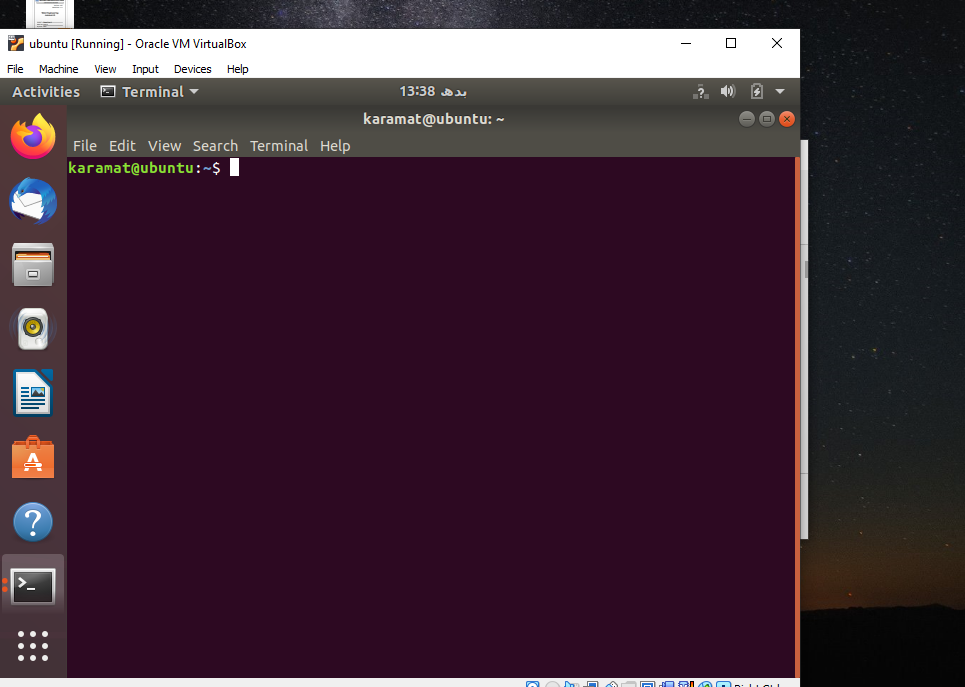 ubuntu [Running] - Oracle VM VirtualBox
File Machine View Input Devices Help
Activities Terminal 13:38 بدھ
karamat@ubuntu: ~
File Edit View Search Terminal Help
karamat@ubuntu:~$